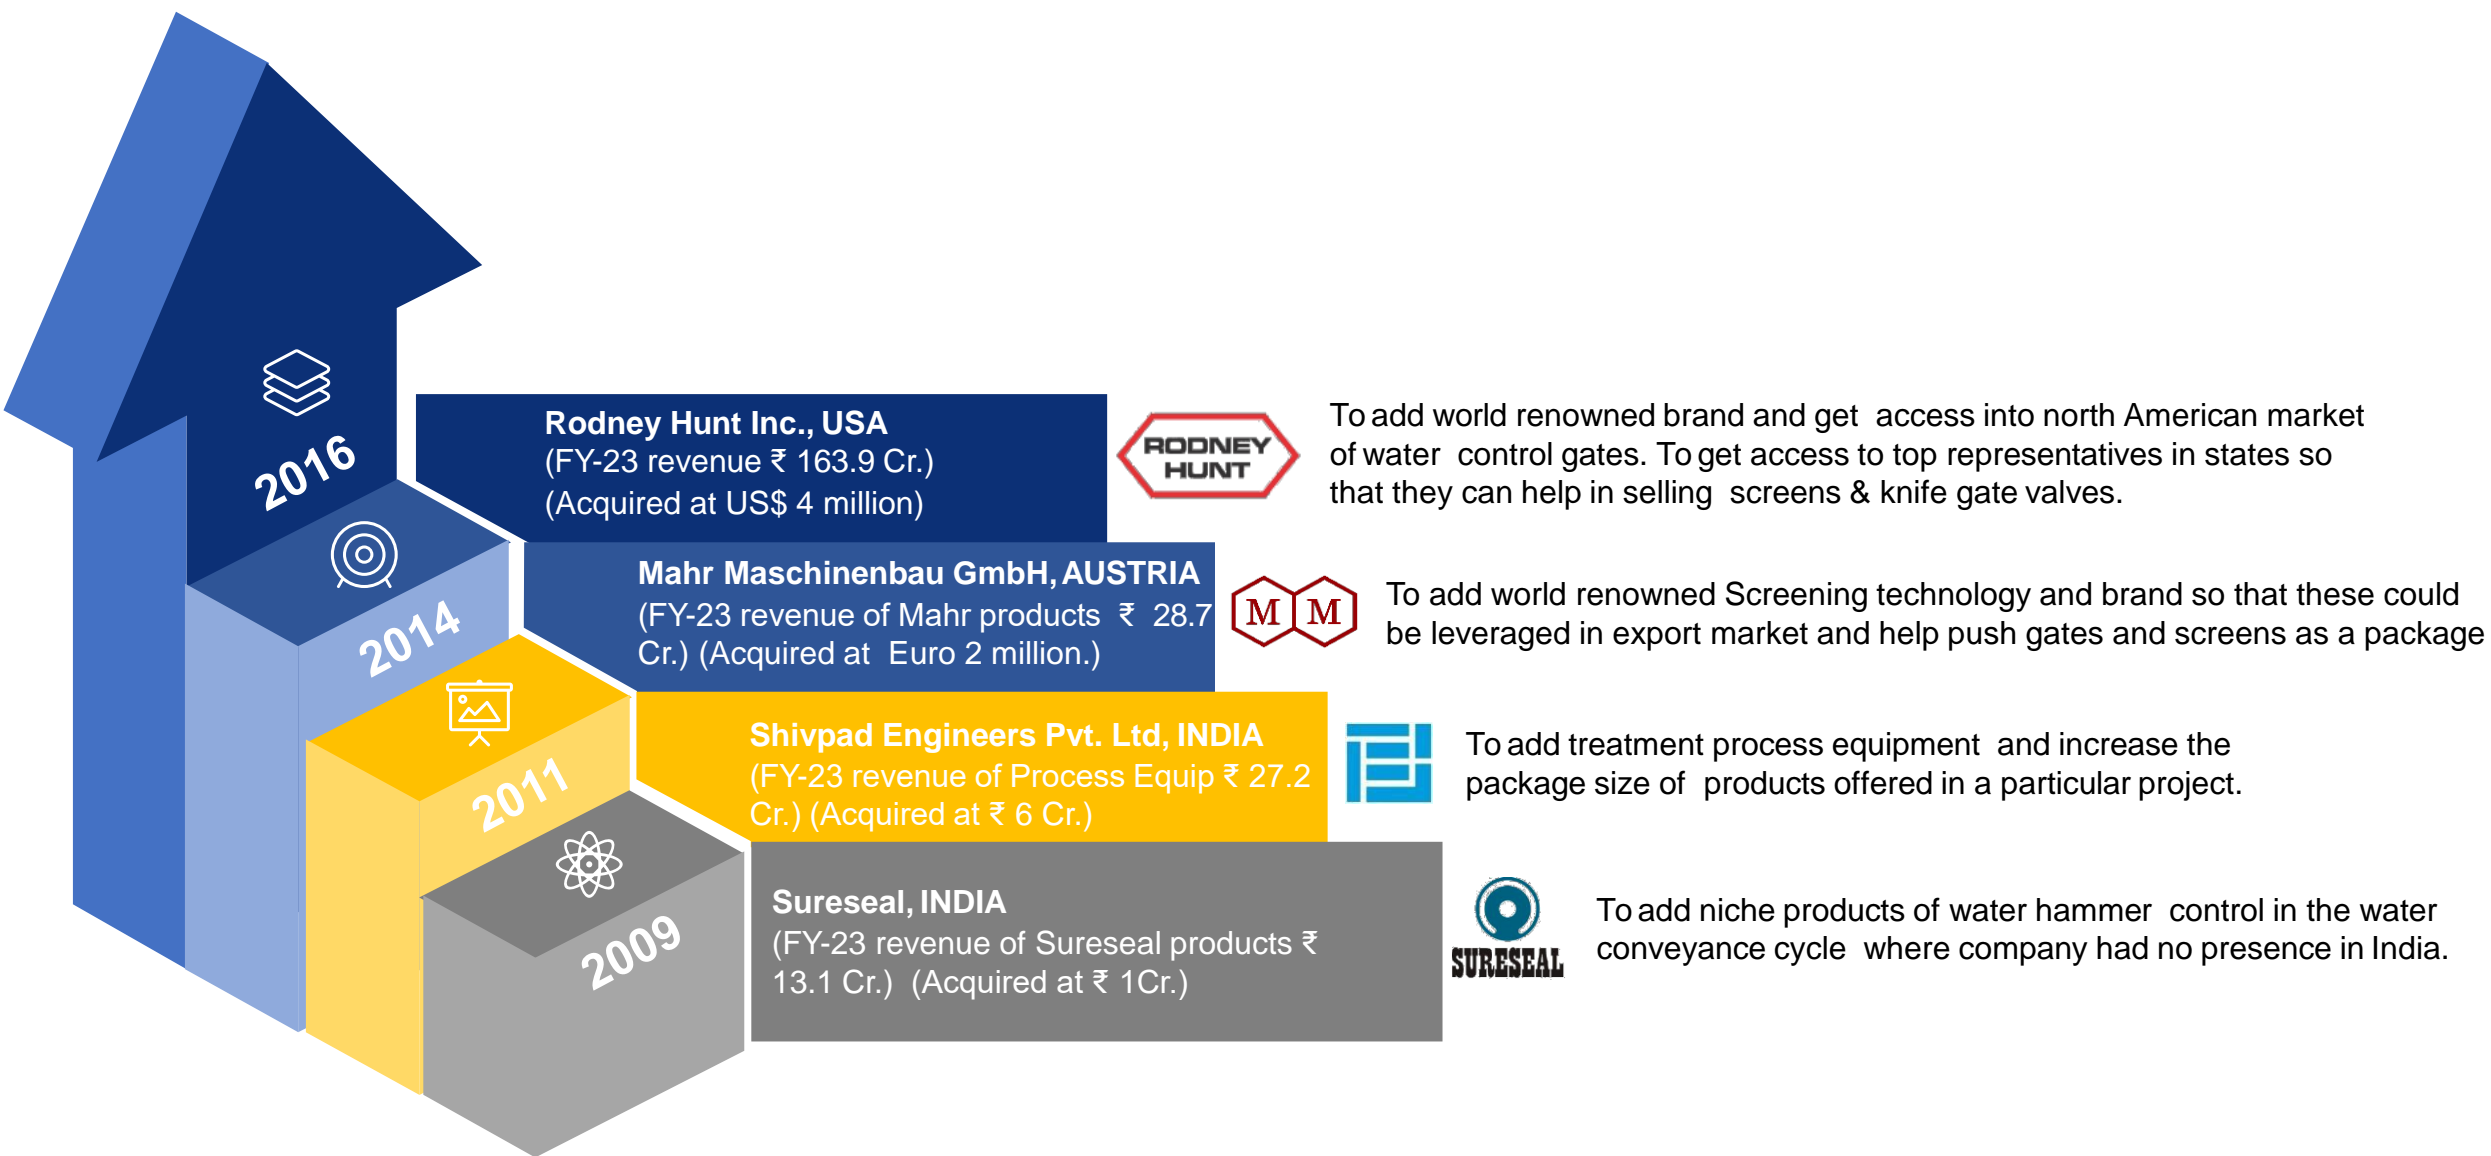 2016
Rodney Hunt Inc., USA
(FY-23 revenue ₹ 163.9 Cr.)
(Acquired at US$ 4 million)
RODNEY
HUNT
To add world renowned brand and get access into north American market
of water control gates. To get access to top representatives in states so
that they can help in selling screens & knife gate valves.
2014
Mahr Maschinenbau GmbH, AUSTRIA
(FY-23 revenue of Mahr products ₹ 28.7
Cr.) (Acquired at Euro 2 million.)
M M
To add world renowned Screening technology and brand so that these could
be leveraged in export market and help push gates and screens as a package
2011
Shivpad Engineers Pvt. Ltd, INDIA
(FY-23 revenue of Process Equip ₹ 27.2
Cr.) (Acquired at ₹ 6 Cr.)
To add treatment process equipment and increase the
package size of products offered in a particular project.
2009
Sureseal, INDIA
(FY-23 revenue of Sureseal products ₹
13.1 Cr.) (Acquired at ₹ 1Cr.)
SURESEAL
To add niche products of water hammer control in the water
conveyance cycle where company had no presence in India.